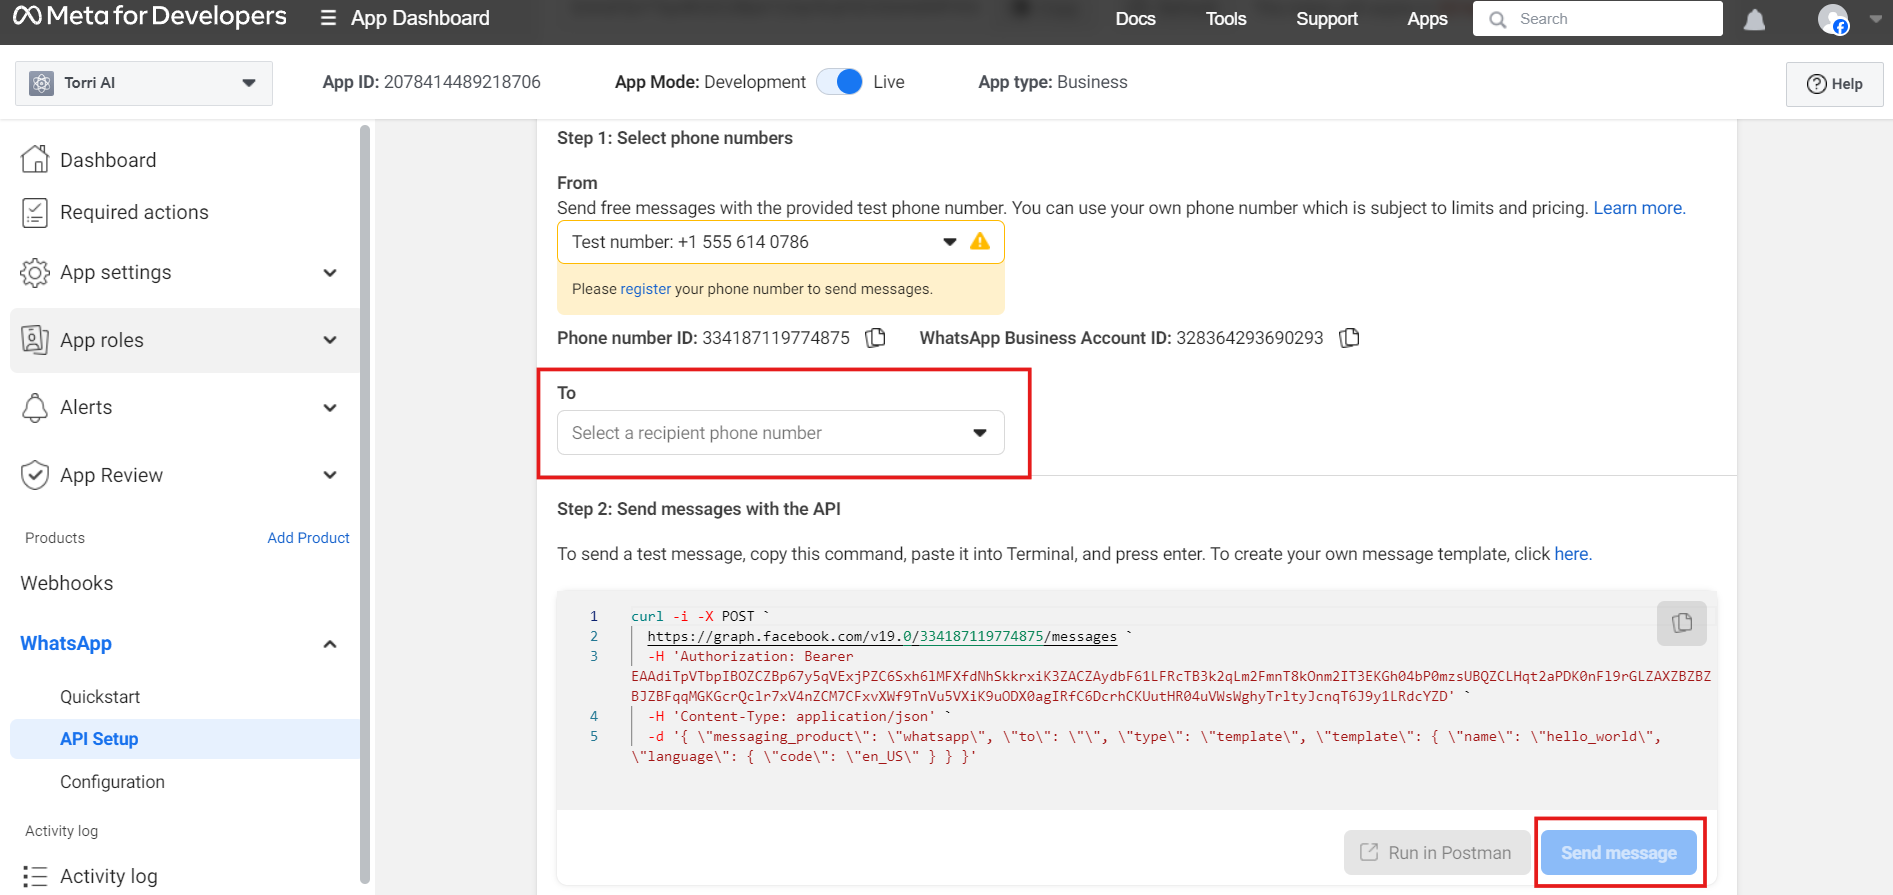 Meta for Developers
App Dashboard
Docs
Tools
Support
Apps
Search
Torri AI
App ID: 2078414489218706
App Mode: Development
Live
App type: Business
Help
Dashboard
Required actions
App settings
App roles
Alerts
App Review
Products
Add Product
Webhooks
WhatsApp
Quickstart
API Setup
Configuration
Activity log
Activity log
Step 1: Select phone numbers
From
Send free messages with the provided test phone number. You can use your own phone number which is subject to limits and pricing. Learn more.
Test number: +1 555 614 0786
Please register your phone number to send messages.
Phone number ID: 334187119774875
WhatsApp Business Account ID: 328364293690293
To
Select a recipient phone number
Step 2: Send messages with the API
To send a test message, copy this command, paste it into Terminal, and press enter. To create your own message template, click here.
1 curl -i -X POST `
2 https://graph.facebook.com/v19.0/334187119774875/messages `
3 -H 'Authorization: Bearer
EAAdiTpVTbpIBOZCZBp67y5qVExjPZC6Sxh6lMFXfdNhSkkrxiK3ZACZAydbF61LFRcTB3k2qLm2FmnT8kOnm2IT3EKGh04bP0mzsUBQZCLHqt2aPDK0nFl9rGLZAXZBZBZ
BJZBFqqMGKGcrQclr7xV4nZCM7CFxvXWf9TnVu5VXiK9uODX0agIRfC6DcrhCKUutHR04uVWsWghyTrltyJcnqT6J9y1LRdcYZD' `
4 -H 'Content-Type: application/json' `
5 -d '{ \"messaging_product\": \"whatsapp\", \"to\": \"\", \"type\": \"template\", \"template\": { \"name\": \"hello_world\",
\"language\": { \"code\": \"en_US\" } } }'
Run in Postman
Send message